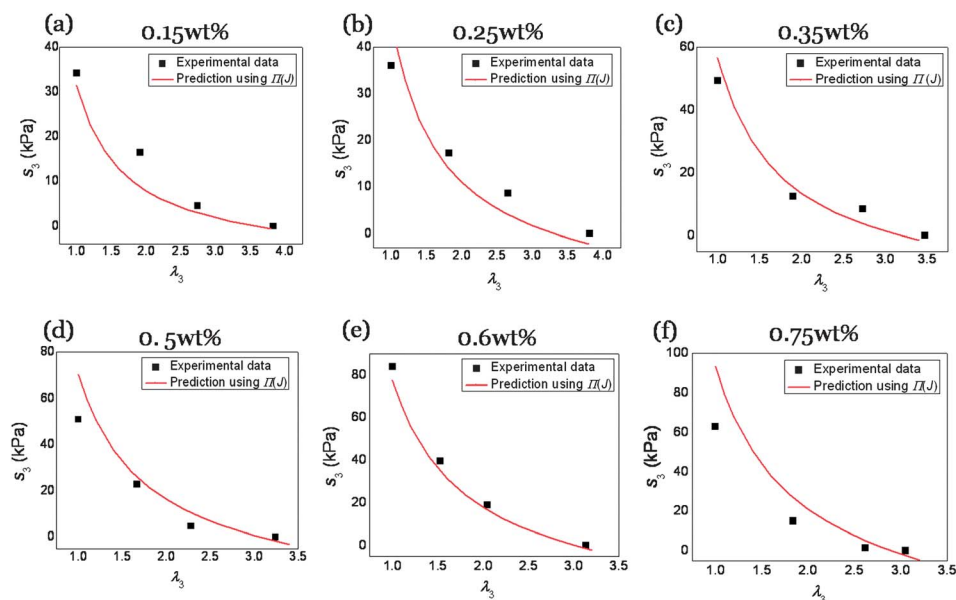 (a)
0.15wt%
40
30
20
10
0
s3 (kPa)
Experimental data
Prediction using Π(J)
1.0 1.5 2.0 2.5 3.0 3.5 4.0
λ3
(b)
0.25wt%
40
30
20
10
0
s3 (kPa)
Experimental data
Prediction using Π(J)
1.0 1.5 2.0 2.5 3.0 3.5 4.0
λ3
(c)
0.35wt%
60
40
20
0
s3 (kPa)
Experimental data
Prediction using Π (J)
1.0 1.5 2.0 2.5 3.0 3.5
λ3
(d)
0. 5wt%
80
60
40
20
0
s3 (kPa)
Experimental data
Prediction using Π(J)
1.0 1.5 2.0 2.5 3.0 3.5
λ3
(e)
0.6wt%
80
60
40
20
0
s3 (kPa)
Experimental data
Prediction using Π(J)
1.0 1.5 2.0 2.5 3.0 3.5
λ3
(f)
0.75wt%
100
80
60
40
20
0
s3 (kPa)
Experimental data
Prediction using Π(J)
1.0 1.5 2.0 2.5 3.0 3.5
λ3